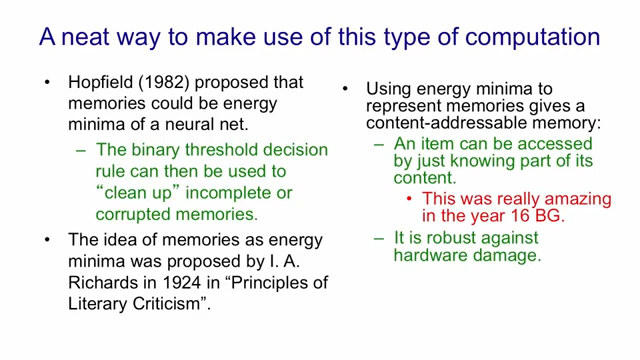 A neat way to make use of this type of computation
• Hopfield (1982) proposed that
memories could be energy
minima of a neural net.
– The binary threshold decision
rule can then be used to
“clean up” incomplete or
corrupted memories.
• The idea of memories as energy
minima was proposed by I. A.
Richards in 1924 in “Principles of
Literary Criticism”.
• Using energy minima to
represent memories gives a
content-addressable memory:
– An item can be accessed
by just knowing part of its
content.
• This was really amazing
in the year 16 BG.
– It is robust against
hardware damage.